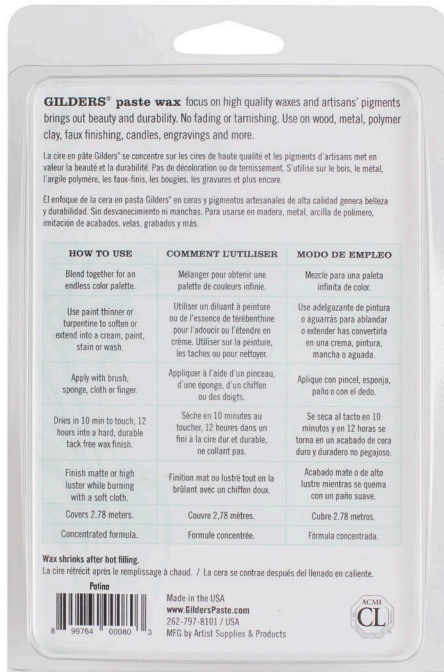 GILDERS® paste wax focus on high quality waxes and artisans' pigments
brings out beauty and durability. No fading or tarnishing. Use on wood, metal, polymer
clay, faux finishing, candles, engravings and more.
La cire en pâte Gilders® se concentre sur les cires de haute qualité et les pigments d'artisans met en
valeur la beauté et la durabilité. Pas de décoloration ou de ternissement. S'utilise sur le bois, le métal,
l'argile polymère, les faux-finis, les bougies, les gravures et plus encore.
El enfoque de la cera en pasta Gilders® en ceras y pigmentos artesanales de alta calidad genera belleza
y durabilidad. Sin desvanecimiento ni manchas. Para usarse en madera, metal, arcilla de polímero,
imitación de acabados, velas, grabados y más.
HOW TO USE
COMMENT L'UTILISER
MODO DE EMPLEO
Blend together for an
endless color palette.
Mélanger pour obtenir une
palette de couleurs infinie.
Mezcle para una paleta
infinita de color.
Use paint thinner or
turpentine to soften or
extend into a cream, paint,
stain or wash.
Utiliser un diluant à peinture
ou de l'essence de térébenthine
pour l'adoucir ou l'étendre en
crème. Utiliser sur la peinture,
les taches ou pour nettoyer.
Use adelgazante de pintura
o aguarrás para ablandar
o extender has convertirla
en una crema, pintura,
mancha o aguada.
Apply with brush,
sponge, cloth or finger.
Appliquer à l'aide d'un pinceau,
d'une éponge, d'un chiffon
ou des doigts.
Aplique con pincel, esponja,
paño o con el dedo.
Dries in 10 min to touch, 12
hours into a hard, durable
tack free wax finish.
Sèche en 10 minutes au
toucher, 12 heures dans un
fini à la cire dur et durable,
ne collant pas.
Se seca al tacto en 10
minutos y en 12 horas se
torna en un acabado de cera
duro y duradero no pegajoso.
Finish matte or high
luster while burning
with a soft cloth.
Finition mat ou lustré tout en la
brûlant avec un chiffon doux.
Acabado mate o de alto
lustre mientras se quema
con un paño suave.
Covers 2.78 meters.
Couvre 2.78 mètres.
Cubre 2.78 metros.
Concentrated formula.
Formule concentrée.
Fórmula concentrada.
Wax shrinks after hot filling.
La cire rétrécit après le remplissage à chaud. / La cera se contrae después del llenado en caliente.
Patina
8 99764 00080 3
Made in the USA
www.GildersPaste.com
262-797-8101 / USA
MFG by Artist Supplies & Products
ACMI
CL